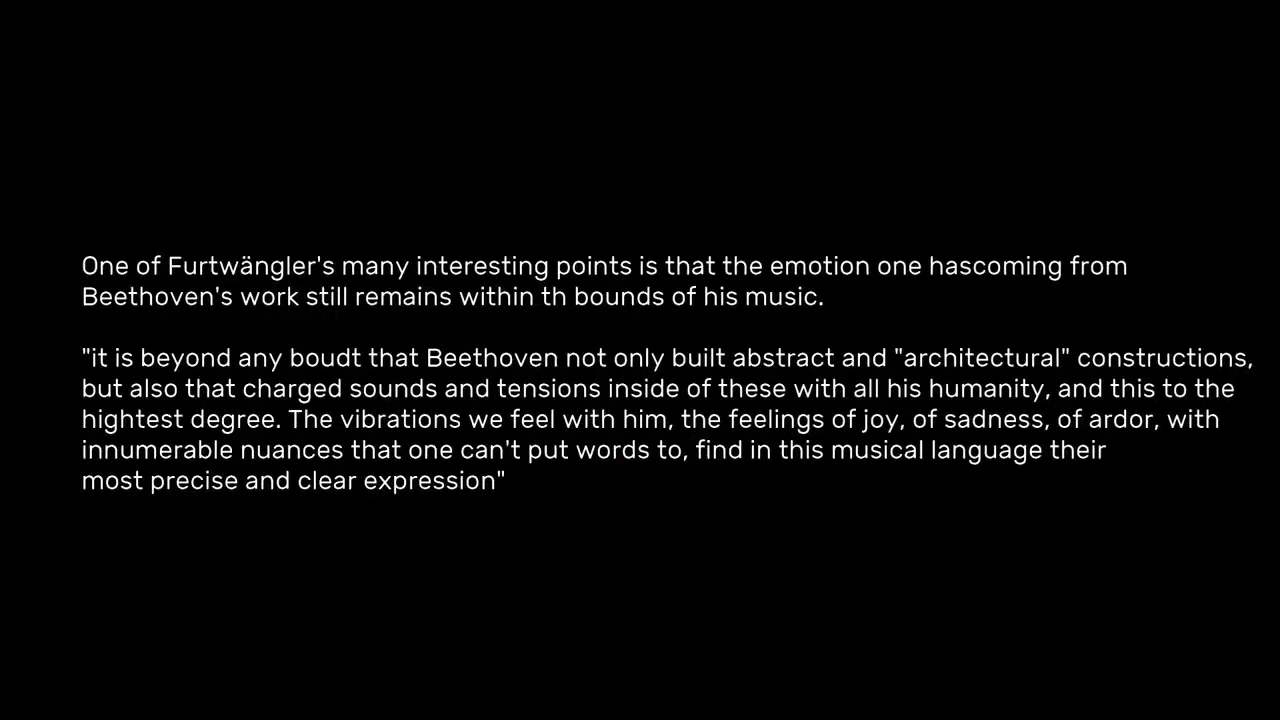 One of Furtwängler's many interesting points is that the emotion one hascoming from
Beethoven's work still remains within th bounds of his music.
"it is beyond any boudt that Beethoven not only built abstract and "architectural" constructions,
but also that charged sounds and tensions inside of these with all his humanity, and this to the
hightest degree. The vibrations we feel with him, the feelings of joy, of sadness, of ardor, with
innumerable nuances that one can't put words to, find in this musical language their
most precise and clear expression"